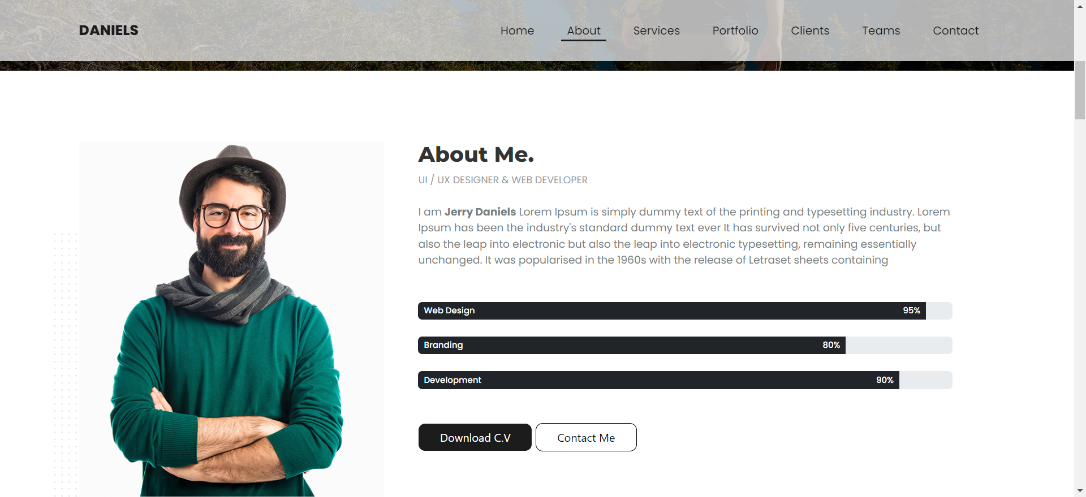 DANIELS
Home About Services Portfolio Clients Teams Contact
About Me.
UI / UX DESIGNER & WEB DEVELOPER
I am Jerry Daniels Lorem Ipsum is simply dummy text of the printing and typesetting industry. Lorem
Ipsum has been the industry's standard dummy text ever It has survived not only five centuries, but
also the leap into electronic but also the leap into electronic typesetting, remaining essentially
unchanged. It was popularised in the 1960s with the release of Letraset sheets containing
Web Design 95%
Branding 80%
Development 90%
Download C.V Contact Me